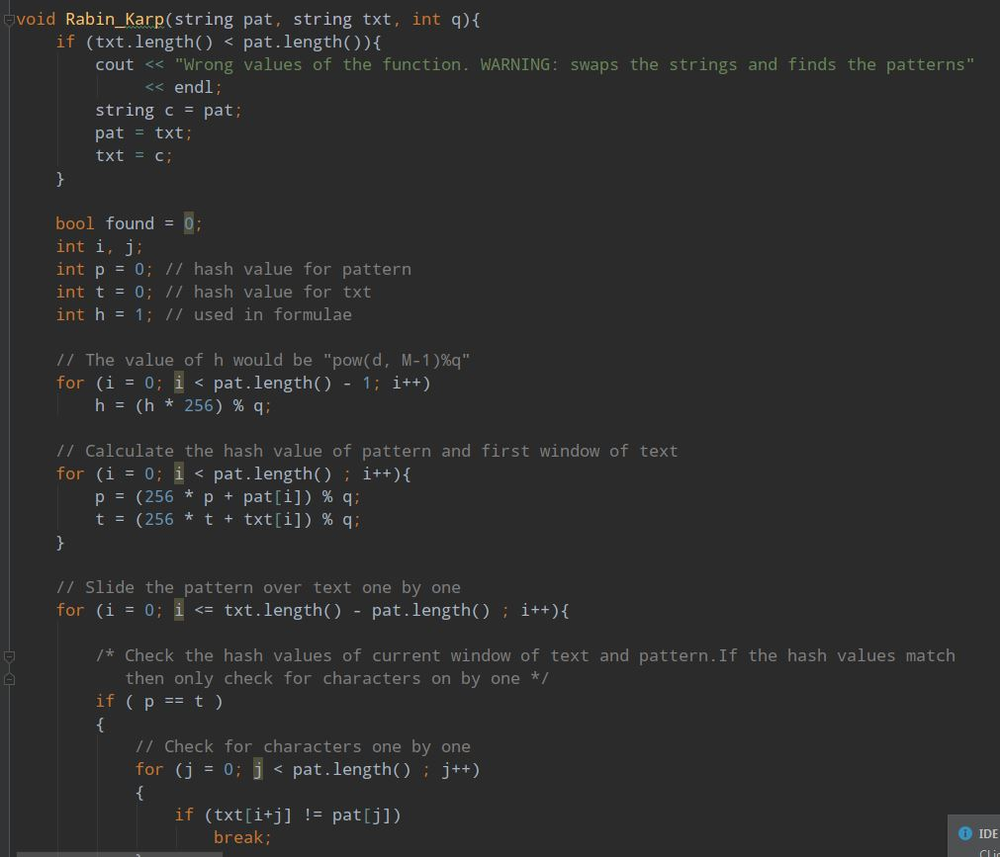 void Rabin_Karp(string pat, string txt, int q){
    if (txt.length() < pat.length()){
        cout << "Wrong values of the function. WARNING: swaps the strings and finds the patterns"
             << endl;
        string c = pat;
        pat = txt;
        txt = c;
    }

    bool found = 0;
    int i, j;
    int p = 0; // hash value for pattern
    int t = 0; // hash value for txt
    int h = 1; // used in formulae

    // The value of h would be "pow(d, M-1)%q"
    for (i = 0; i < pat.length() - 1; i++)
        h = (h * 256) % q;

    // Calculate the hash value of pattern and first window of text
    for (i = 0; i < pat.length() ; i++){
        p = (256 * p + pat[i]) % q;
        t = (256 * t + txt[i]) % q;
    }

    // Slide the pattern over text one by one
    for (i = 0; i <= txt.length() - pat.length() ; i++){

        /* Check the hash values of current window of text and pattern.If the hash values match
           then only check for characters on by one */
        if ( p == t )
        {
            // Check for characters one by one
            for (j = 0; j < pat.length() ; j++)
            {
                if (txt[i+j] != pat[j])
                    break;
IDE